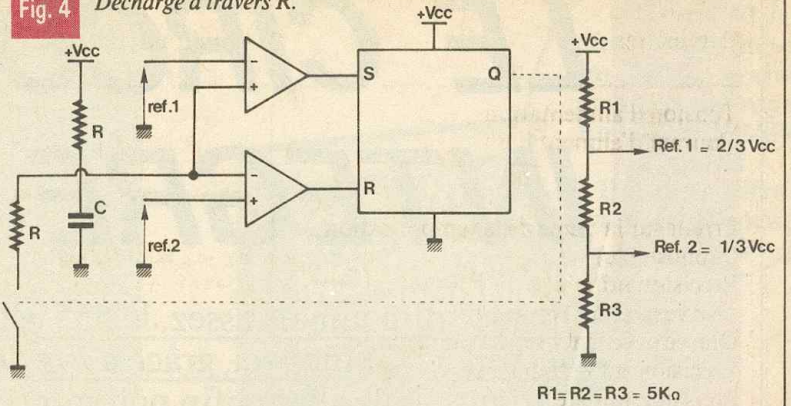 Fig. 4
Décharge à travers R.
+Vcc
+Vcc
+Vcc
R
ref.1
-
+
S
Q
R1
Ref. 1 = 2/3 Vcc
R
C
-
+
R
R2
ref.2
Ref. 2 = 1/3 Vcc
R3
R1=R2=R3 = 5KΩ